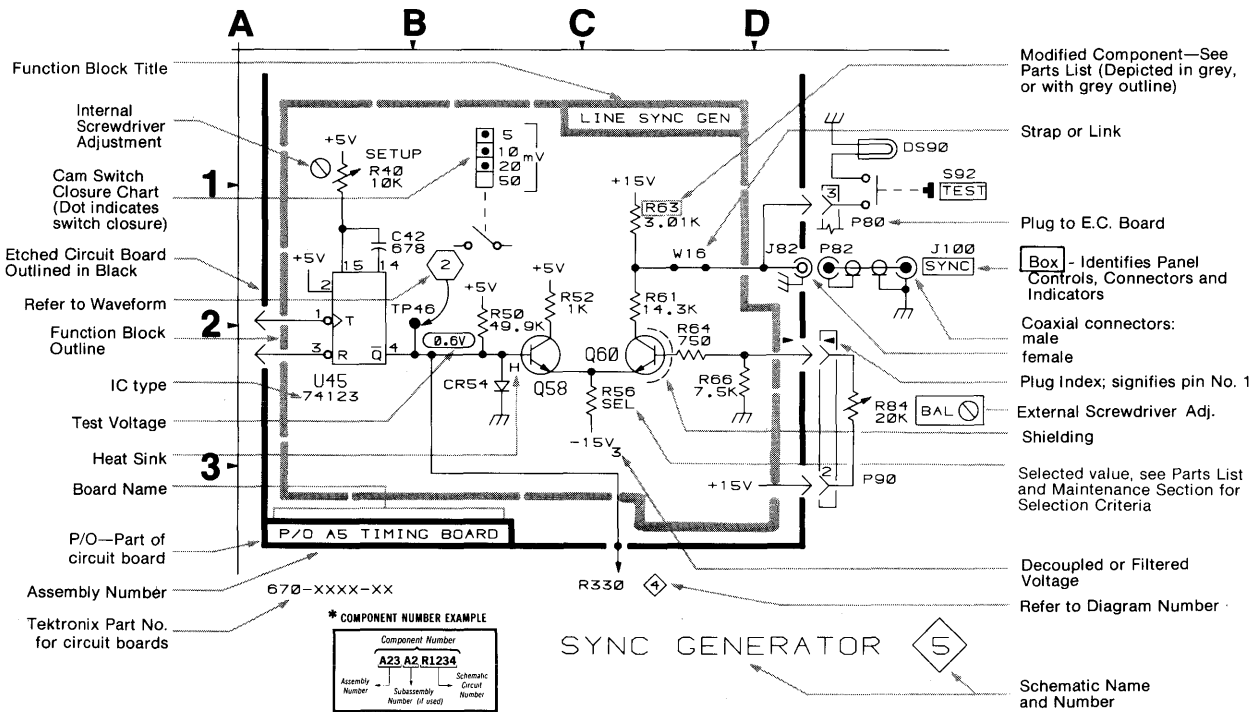 A B C D
Function Block Title
Internal
Screwdriver
Adjustment
Cam Switch
Closure Chart
(Dot indicates
switch closure)
Etched Circuit Board
Outlined in Black
Refer to Waveform
Function Block
Outline
IC type
Test Voltage
Heat Sink
Board Name
P/O—Part of
circuit board
Assembly Number
Tektronix Part No.
for circuit boards
1
2
3
LINE SYNC GEN
+5V
SETUP
R40
10K
5
10
20
50
mV
C42
678
+5V
15 14
2
1
T
3
R
Q̅
4
U45
74123
2
TP46
0.6V
+5V
R50
49.9K
CR54
+5V
R52
1K
H
Q58
Q60
+15V
R63
3.01K
W16
R61
14.3K
R64
750
R66
7.5K
R56
SEL
-15V
3
+15V
3
P80
DS90
S92
TEST
J82
P82
J100
SYNC
1
R84
20K
BAL
2
P90
P/O A5 TIMING BOARD
670-XXXX-XX
R330
4
* COMPONENT NUMBER EXAMPLE
Component Number
A23 A2 R1234
Assembly
Number
Subassembly
Number (if used)
Schematic
Circuit
Number
SYNC GENERATOR
5
Modified Component—See
Parts List (Depicted in grey,
or with grey outline)
Strap or Link
Plug to E.C. Board
Box - Identifies Panel
Controls, Connectors and
Indicators
Coaxial connectors:
male
female
Plug Index; signifies pin No. 1
External Screwdriver Adj.
Shielding
Selected value, see Parts List
and Maintenance Section for
Selection Criteria
Decoupled or Filtered
Voltage
Refer to Diagram Number
Schematic Name
and Number